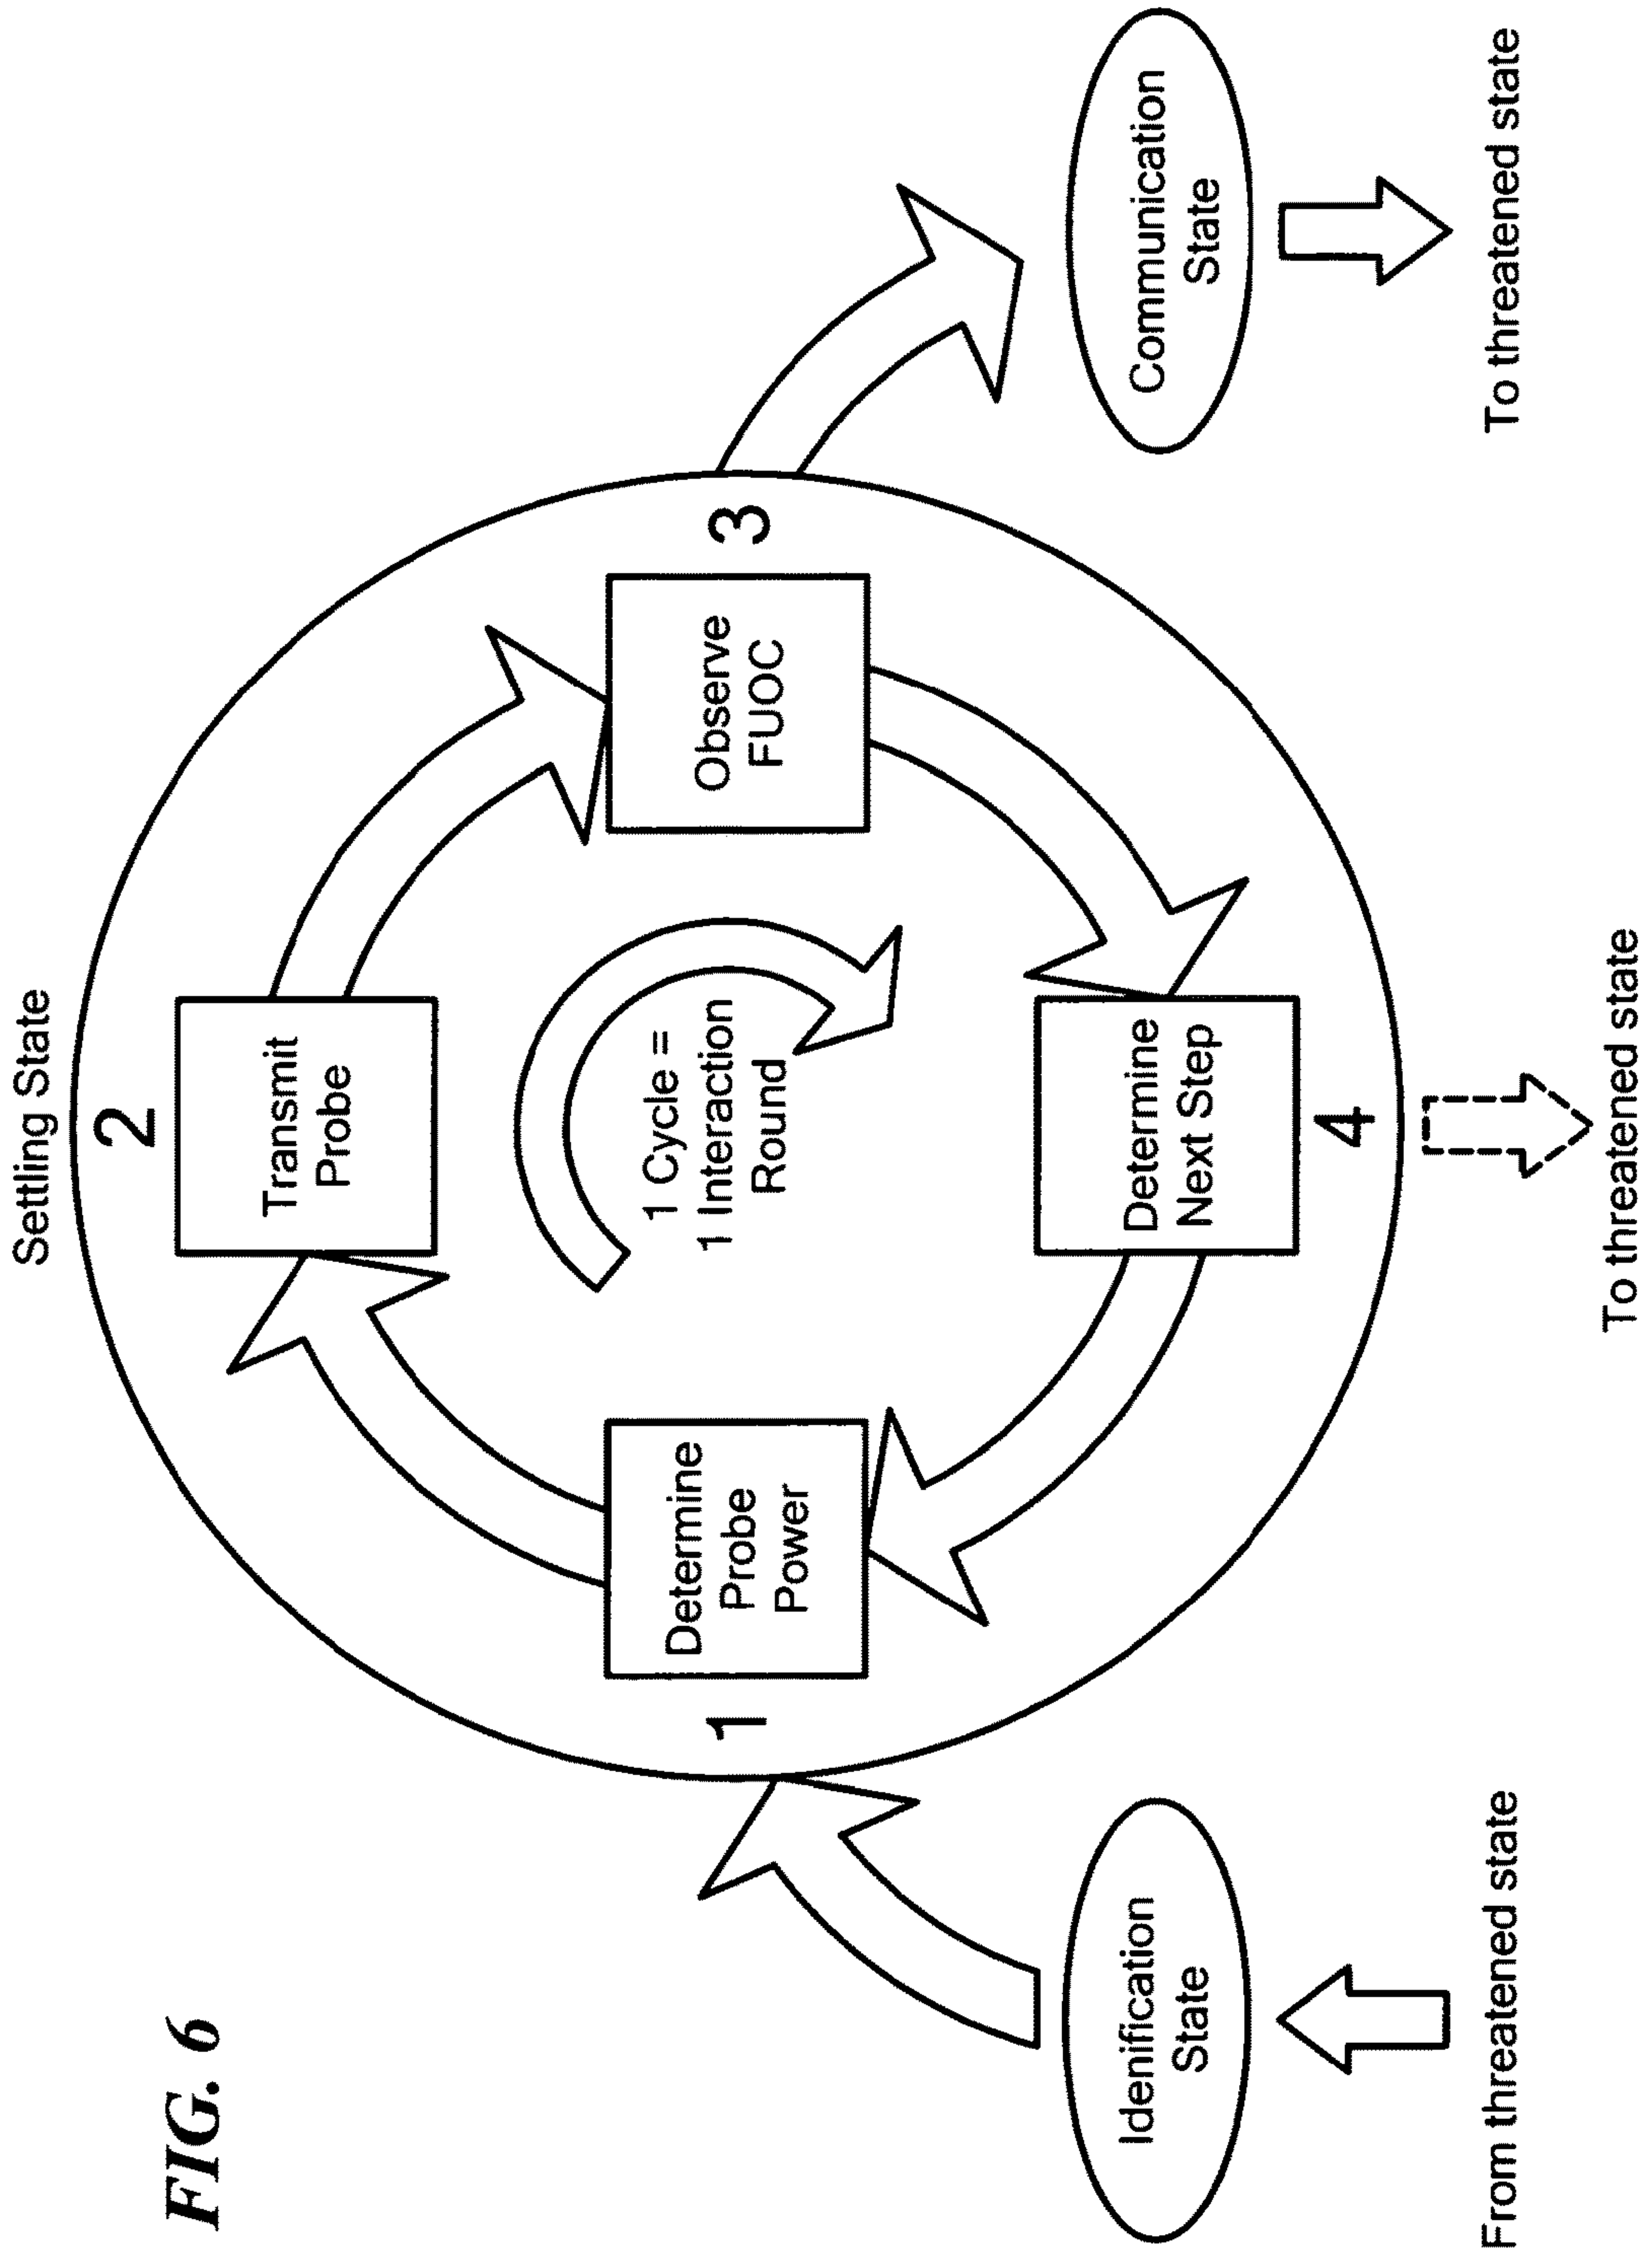 FIG. 6
Settling State
2
Transmit
Probe
1
Determine
Probe
Power
1 Cycle =
1 Interaction
Round
Observe
FUOC
3
Determine
Next Step
4
Idenification
State
Communication
State
From threatened state
To threatened state
To threatened state